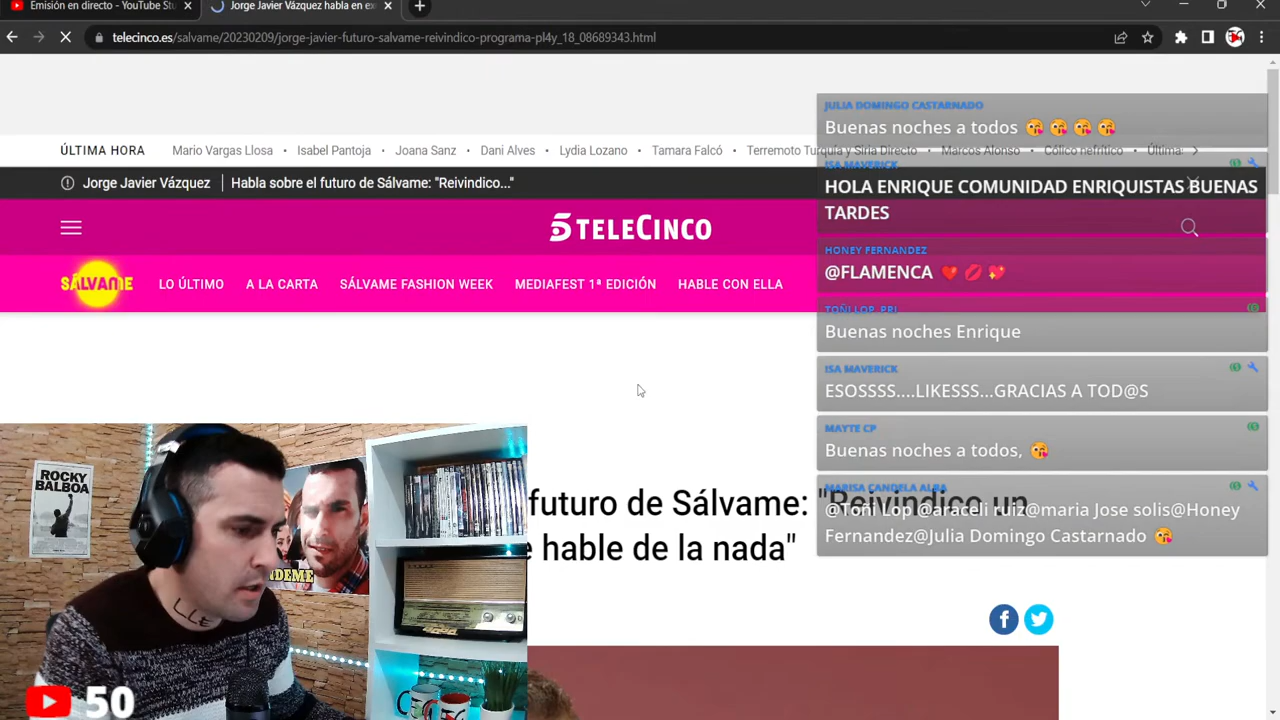 Emisión en directo - YouTube Stu
Jorge Javier Vázquez habla en ex
telecinco.es/salvame/20230209/jorge-javier-futuro-salvame-reivindico-programa-pl4y_18_08689343.html
ÚLTIMA HORA Mario Vargas Llosa Isabel Pantoja Joana Sanz Dani Alves Lydia Lozano Tamara Falcó Terremoto Turquía y Siria Directo Marcos Alonso Cólico nefrítico Última:
Jorge Javier Vázquez Habla sobre el futuro de Sálvame: "Reivindico..."
TELECINCO
SÁLVAME LO ÚLTIMO A LA CARTA SÁLVAME FASHION WEEK MEDIAFEST 1ª EDICIÓN HABLE CON ELLA
JULIA DOMINGO CASTARNADO
Buenas noches a todos 😘 😘 😘 😘
ISA MAVERICK
HOLA ENRIQUE COMUNIDAD ENRIQUISTAS BUENAS
TARDES
HONEY FERNANDEZ
@FLAMENCA ❤️ 💋 💖
TOÑI LOP. PRI
Buenas noches Enrique
ISA MAVERICK
ESOSSSS....LIKESSS...GRACIAS A TOD@S
MAYTE CP
Buenas noches a todos, 😘
MARISA CANDELA ALBA
@Toñi Lop @araceli ruiz@maria Jose solis@Honey
Fernandez@Julia Domingo Castarnado 😘
futuro de Sálvame: "Reivindico un
hable de la nada"
ROCKY
BALBOA
NDEME
LLE
50